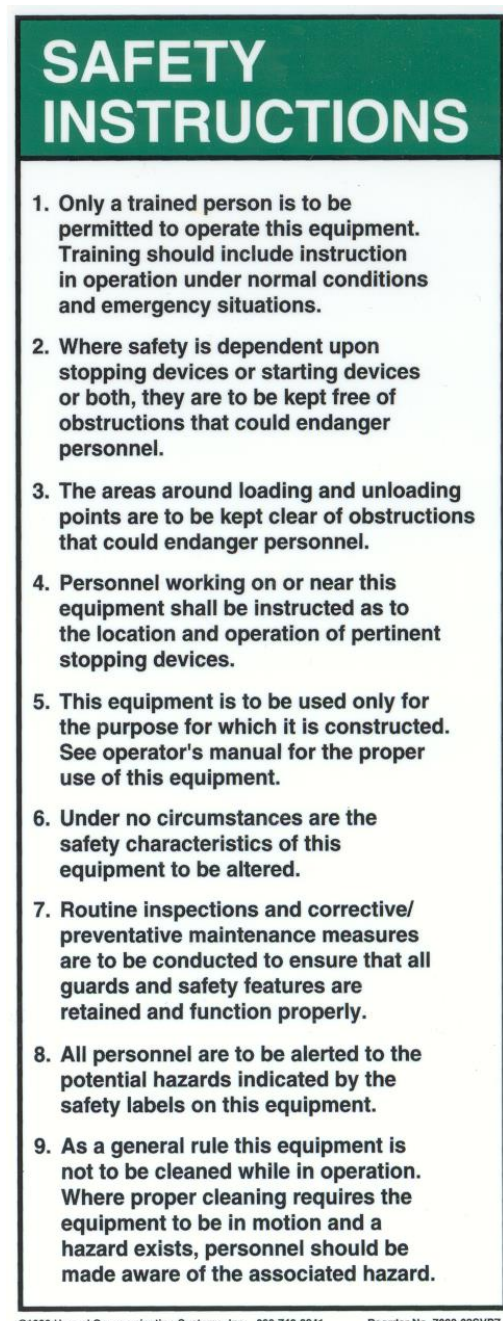 SAFETY
INSTRUCTIONS
1. Only a trained person is to be
permitted to operate this equipment.
Training should include instruction
in operation under normal conditions
and emergency situations.
2. Where safety is dependent upon
stopping devices or starting devices
or both, they are to be kept free of
obstructions that could endanger
personnel.
3. The areas around loading and unloading
points are to be kept clear of obstructions
that could endanger personnel.
4. Personnel working on or near this
equipment shall be instructed as to
the location and operation of pertinent
stopping devices.
5. This equipment is to be used only for
the purpose for which it is constructed.
See operator's manual for the proper
use of this equipment.
6. Under no circumstances are the
safety characteristics of this
equipment to be altered.
7. Routine inspections and corrective/
preventative maintenance measures
are to be conducted to ensure that all
guards and safety features are
retained and function properly.
8. All personnel are to be alerted to the
potential hazards indicated by the
safety labels on this equipment.
9. As a general rule this equipment is
not to be cleaned while in operation.
Where proper cleaning requires the
equipment to be in motion and a
hazard exists, personnel should be
made aware of the associated hazard.